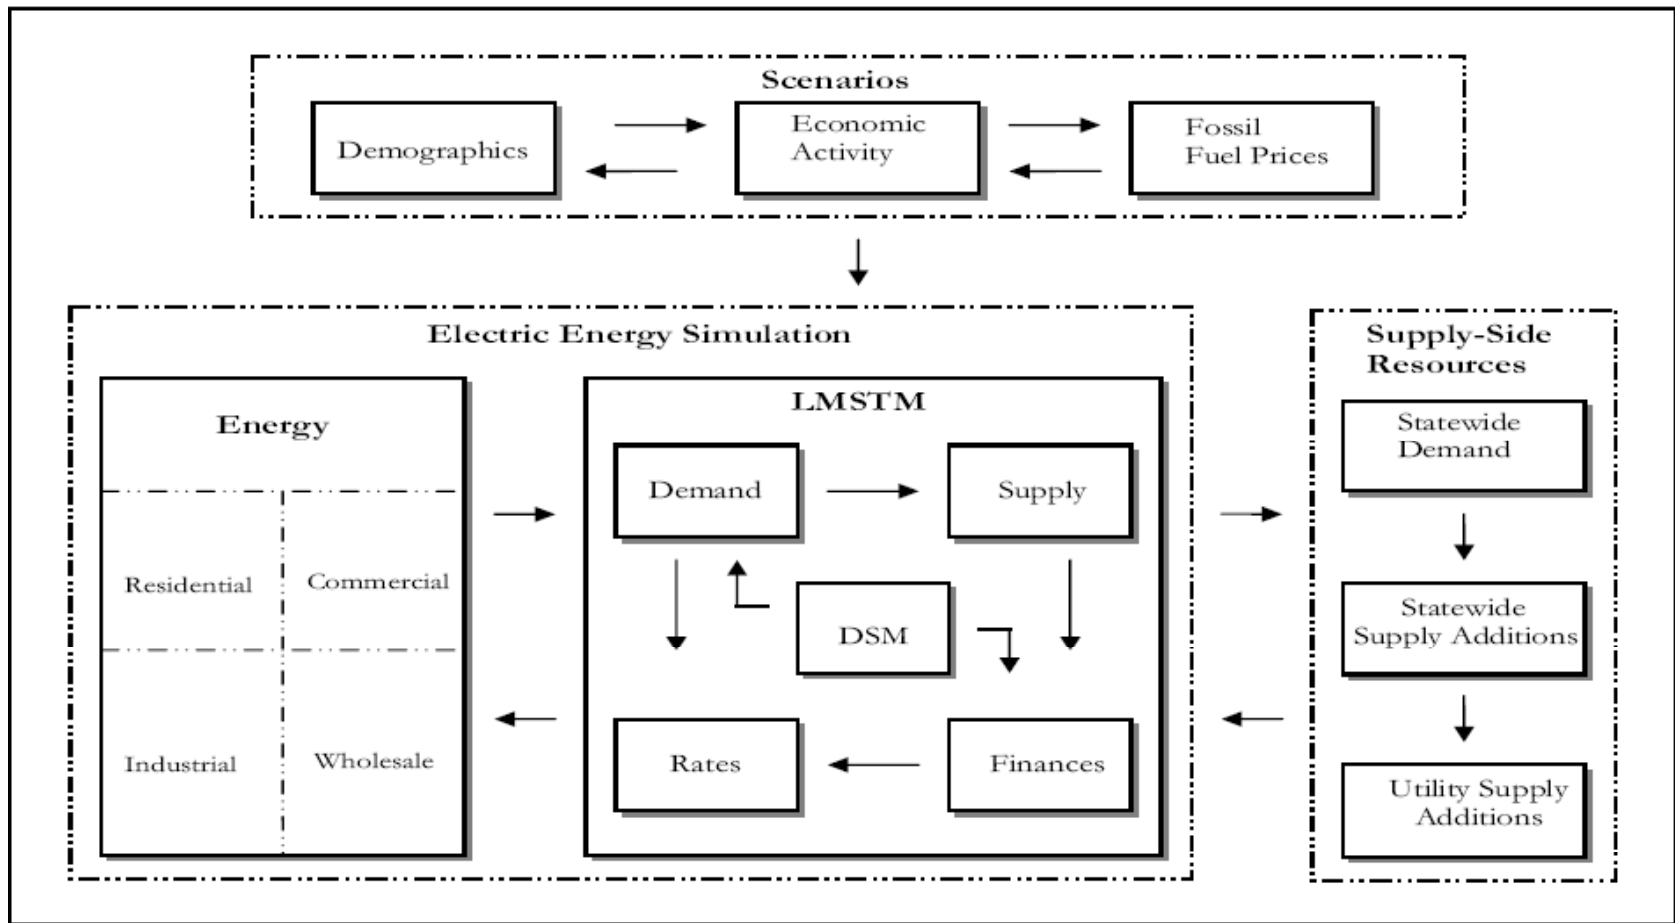 Scenarios
Demographics
Economic
Activity
Fossil
Fuel Prices
Electric Energy Simulation
Energy
Residential
Commercial
Industrial
Wholesale
LMSTM
Demand
Supply
DSM
Rates
Finances
Supply-Side
Resources
Statewide
Demand
Statewide
Supply Additions
Utility Supply
Additions